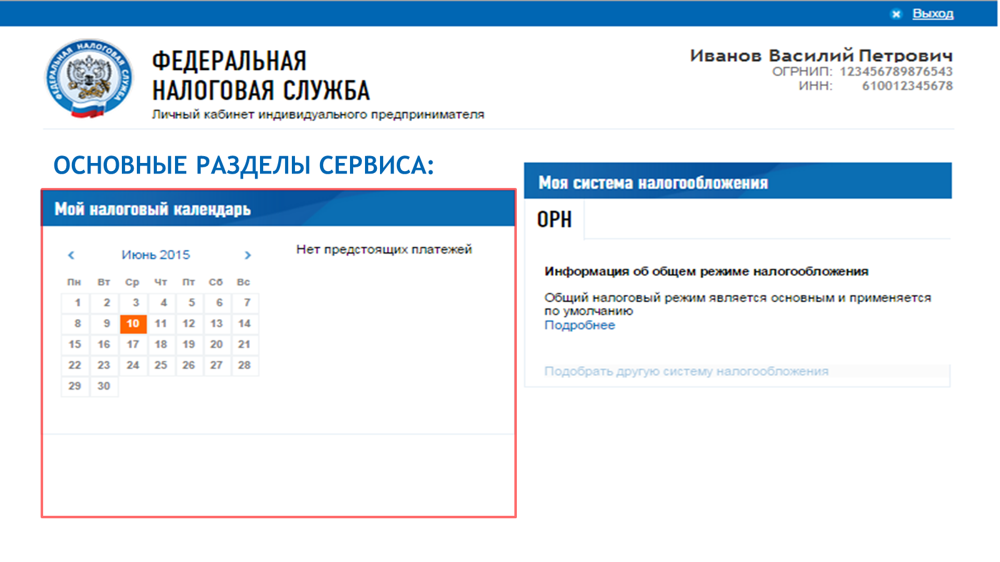 Выход
ФЕДЕРАЛЬНАЯ НАЛОГОВАЯ СЛУЖБА
ФЕДЕРАЛЬНАЯ
НАЛОГОВАЯ СЛУЖБА
Личный кабинет индивидуального предпринимателя
Иванов Василий Петрович
ОГРНИП: 123456789876543
ИНН: 610012345678
ОСНОВНЫЕ РАЗДЕЛЫ СЕРВИСА:
Мой налоговый календарь
Июнь 2015
Пн Вт Ср Чт Пт Сб Вс
1 2 3 4 5 6 7
8 9 10 11 12 13 14
15 16 17 18 19 20 21
22 23 24 25 26 27 28
29 30
Нет предстоящих платежей
Моя система налогообложения
ОРН
Информация об общем режиме налогообложения
Общий налоговый режим является основным и применяется
по умолчанию
Подробнее
Подобрать другую систему налогообложения